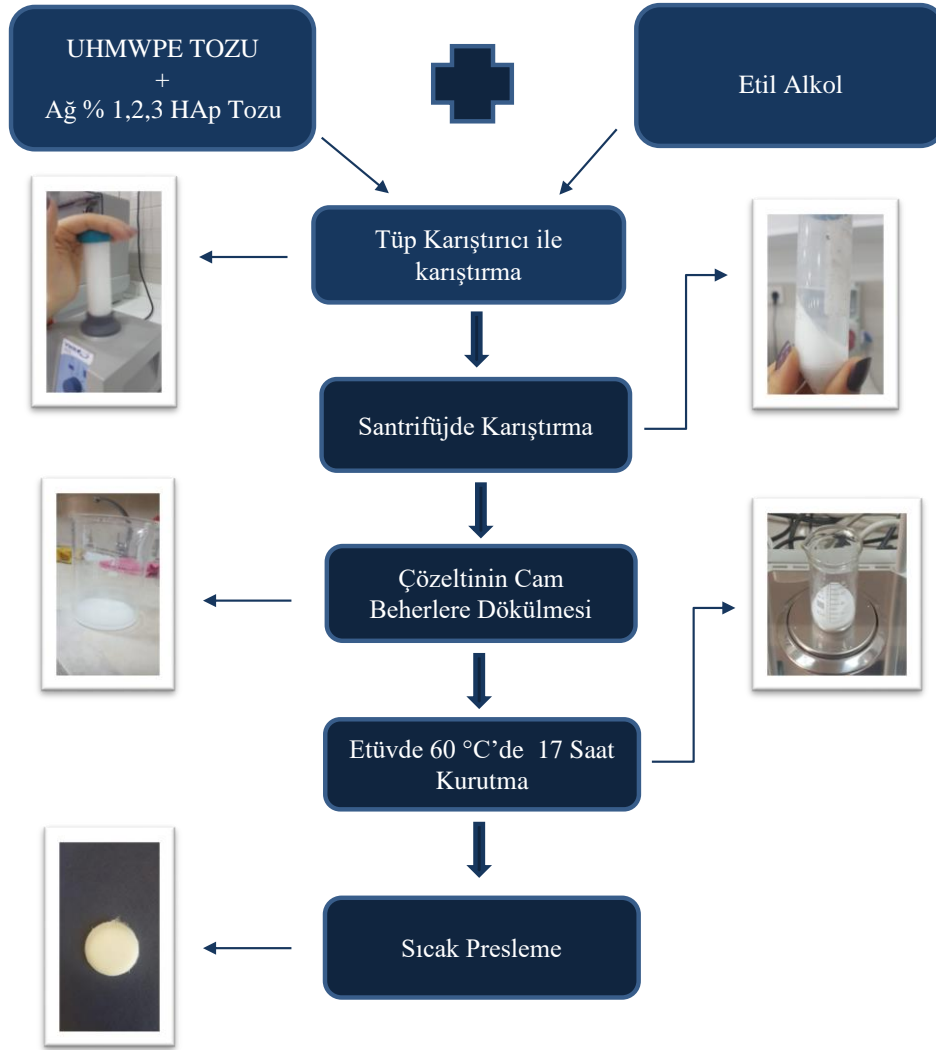 UHMWPE TOZU
+
Ağ % 1,2,3 HAp Tozu
Etil Alkol
Tüp Karıştırıcı ile
karıştırma
Santrifüjde Karıştırma
Çözeltinin Cam
Beherlere Dökülmesi
Etüvde 60 °C’de 17 Saat
Kurutma
Sıcak Presleme